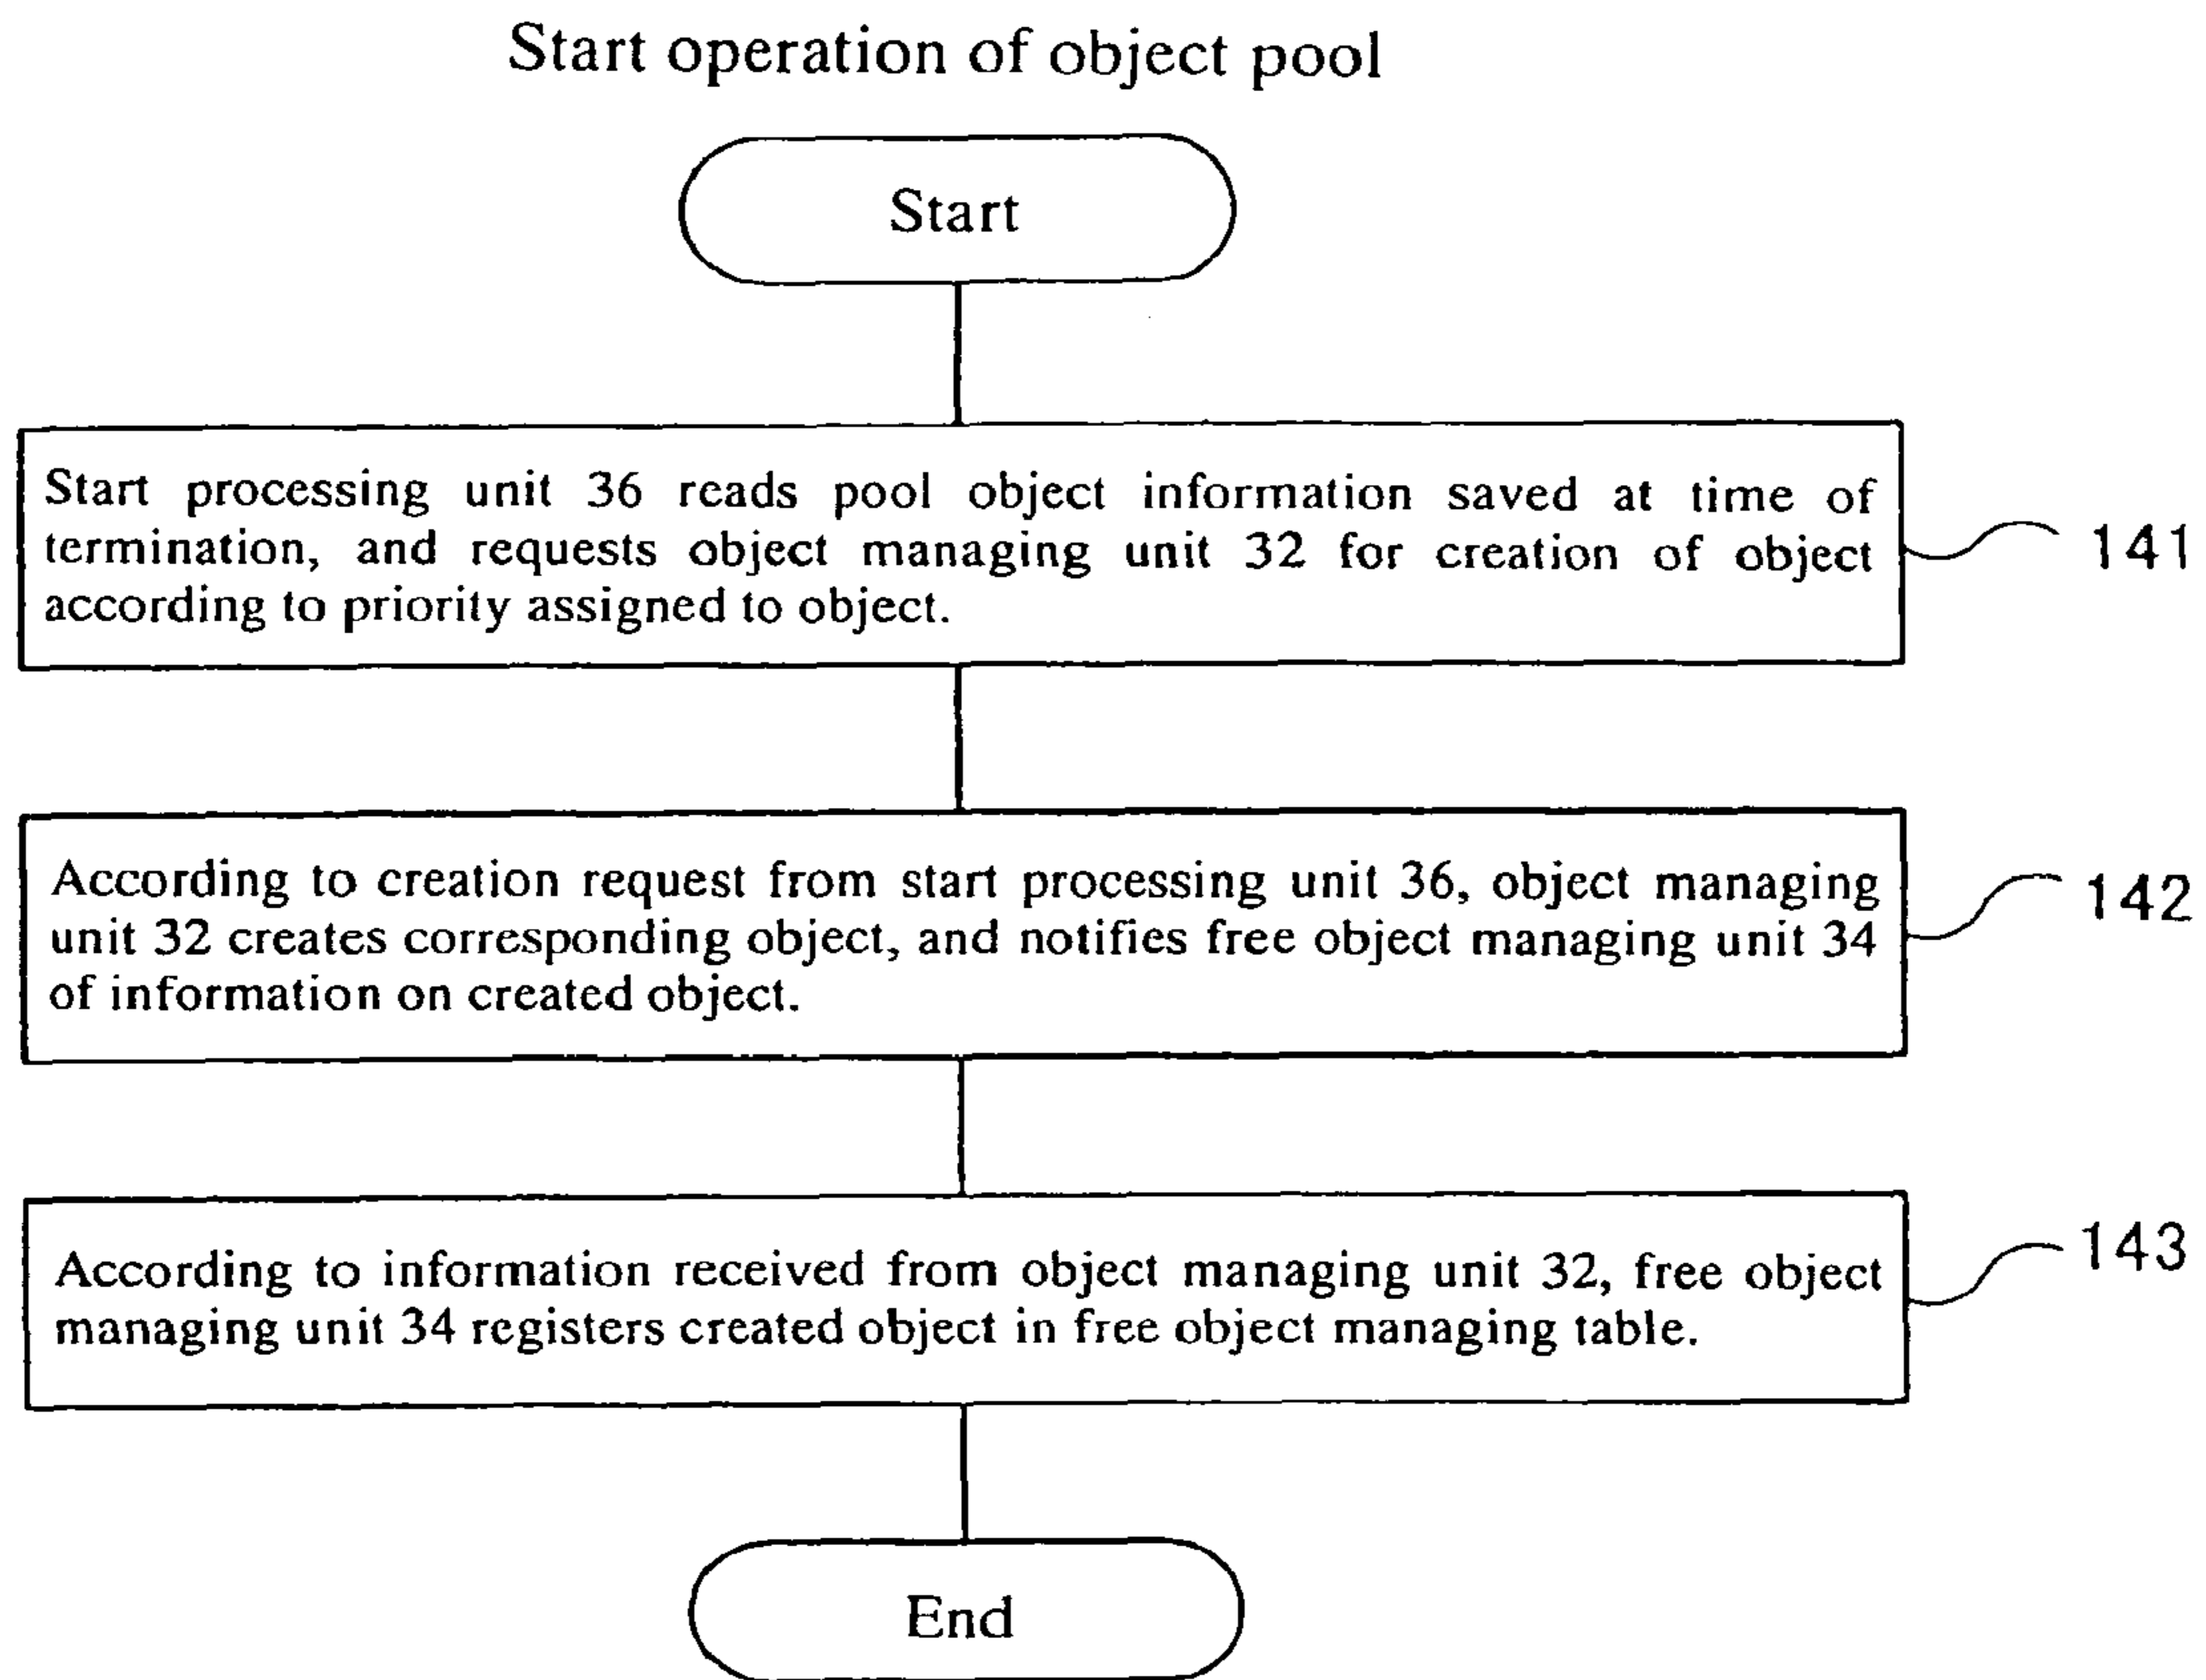 Start operation of object pool
Start
Start processing unit 36 reads pool object information saved at time of
termination, and requests object managing unit 32 for creation of object
according to priority assigned to object.
141
According to creation request from start processing unit 36, object managing
unit 32 creates corresponding object, and notifies free object managing unit 34
of information on created object.
142
According to information received from object managing unit 32, free object
managing unit 34 registers created object in free object managing table.
143
End